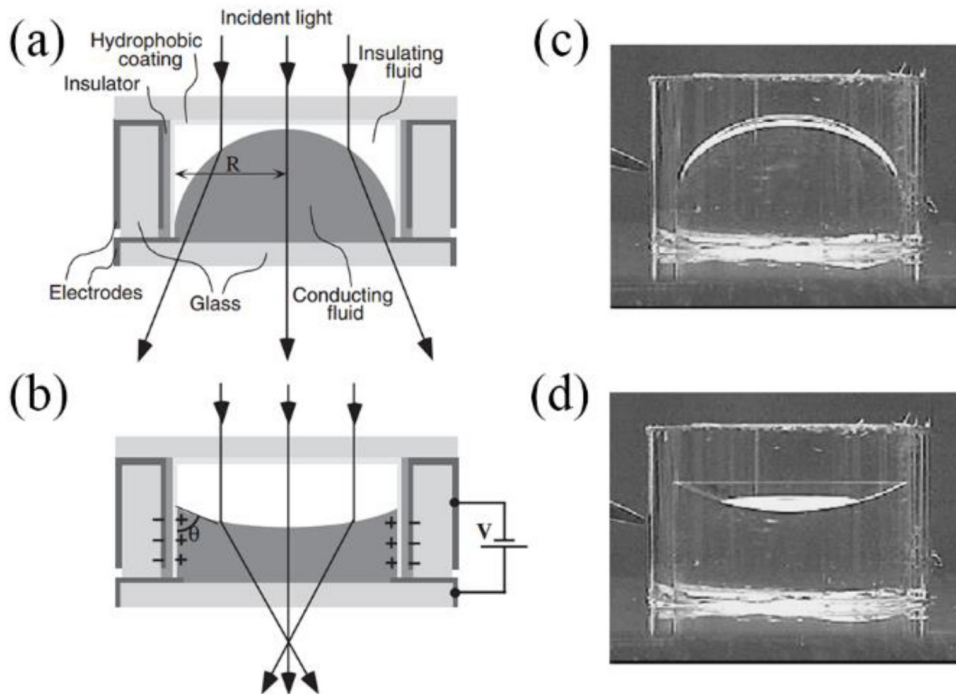 (a)
Incident light
Hydrophobic
coating
Insulating
fluid
Insulator
R
Electrodes
Glass
Conducting
fluid
(b)
θ
V
(c)
(d)